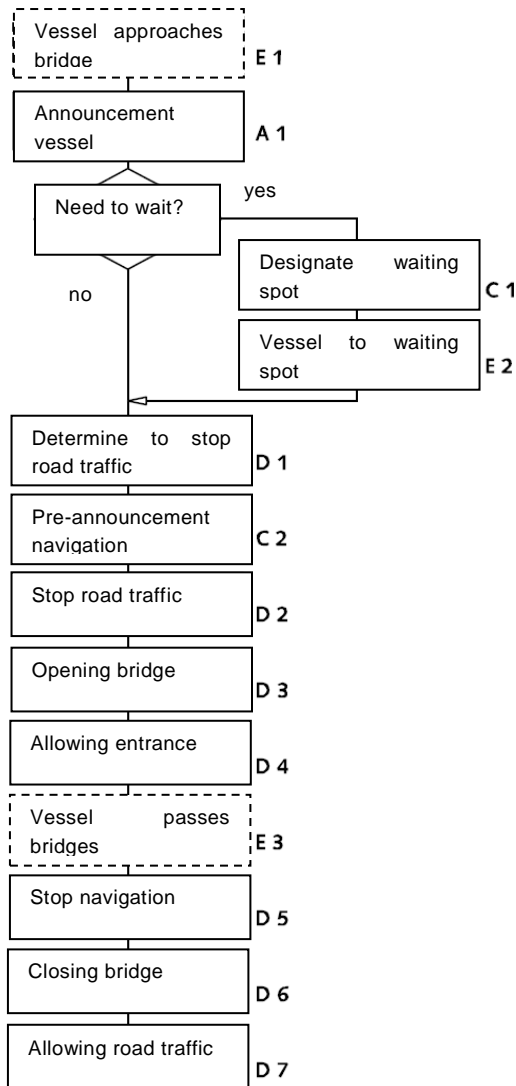 Vessel approaches
bridge
E 1
Announcement
vessel
A 1
Need to wait?
yes
no
Designate waiting
spot
C 1
Vessel to waiting
spot
E 2
Determine to stop
road traffic
D 1
Pre-announcement
navigation
C 2
Stop road traffic
D 2
Opening bridge
D 3
Allowing entrance
D 4
Vessel passes
bridges
E 3
Stop navigation
D 5
Closing bridge
D 6
Allowing road traffic
D 7